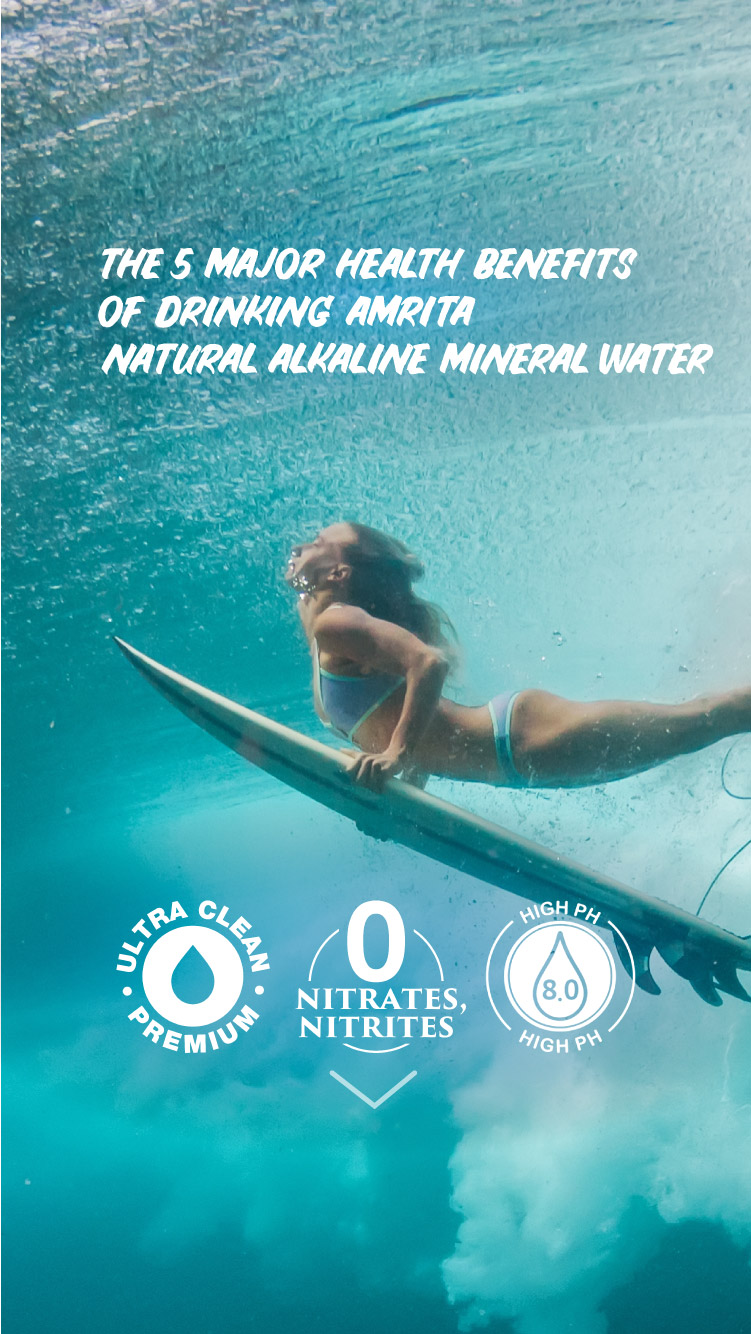 THE 5 MAJOR HEALTH BENEFITS
OF DRINKING AMRITA
NATURAL ALKALINE MINERAL WATER
ULTRA CLEAN
PREMIUM
0
NITRATES,
NITRITES
HIGH PH
8.0
HIGH PH